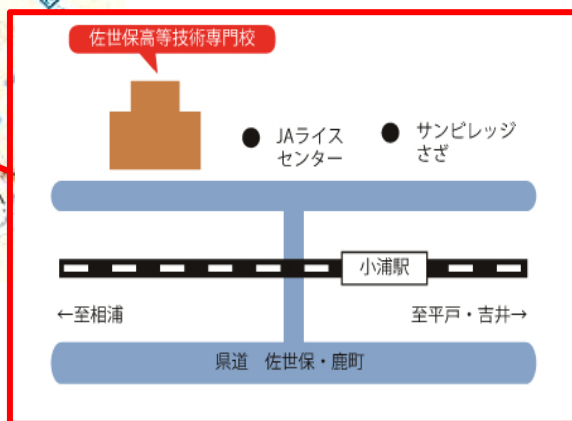 佐世保高等技術専門校
JAライス
センター
サンビレッジ
さざ
小浦駅
←至相浦
至平戸・吉井→
県道　佐世保・鹿町